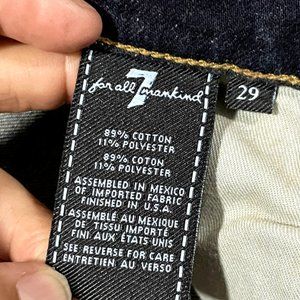 for all 7 mankind
29
89% COTTON
11% POLYESTER
89% COTON
11% POLYESTER
ASSEMBLED IN MEXICO
OF IMPORTED FABRIC
FINISHED IN U.S.A.
ASSEMBLÉ AU MEXIQUE
DE TISSU IMPORTÉ
FINI AUX ÉTATS-UNIS
SEE REVERSE FOR CARE
ENTRETIEN AU VERSO